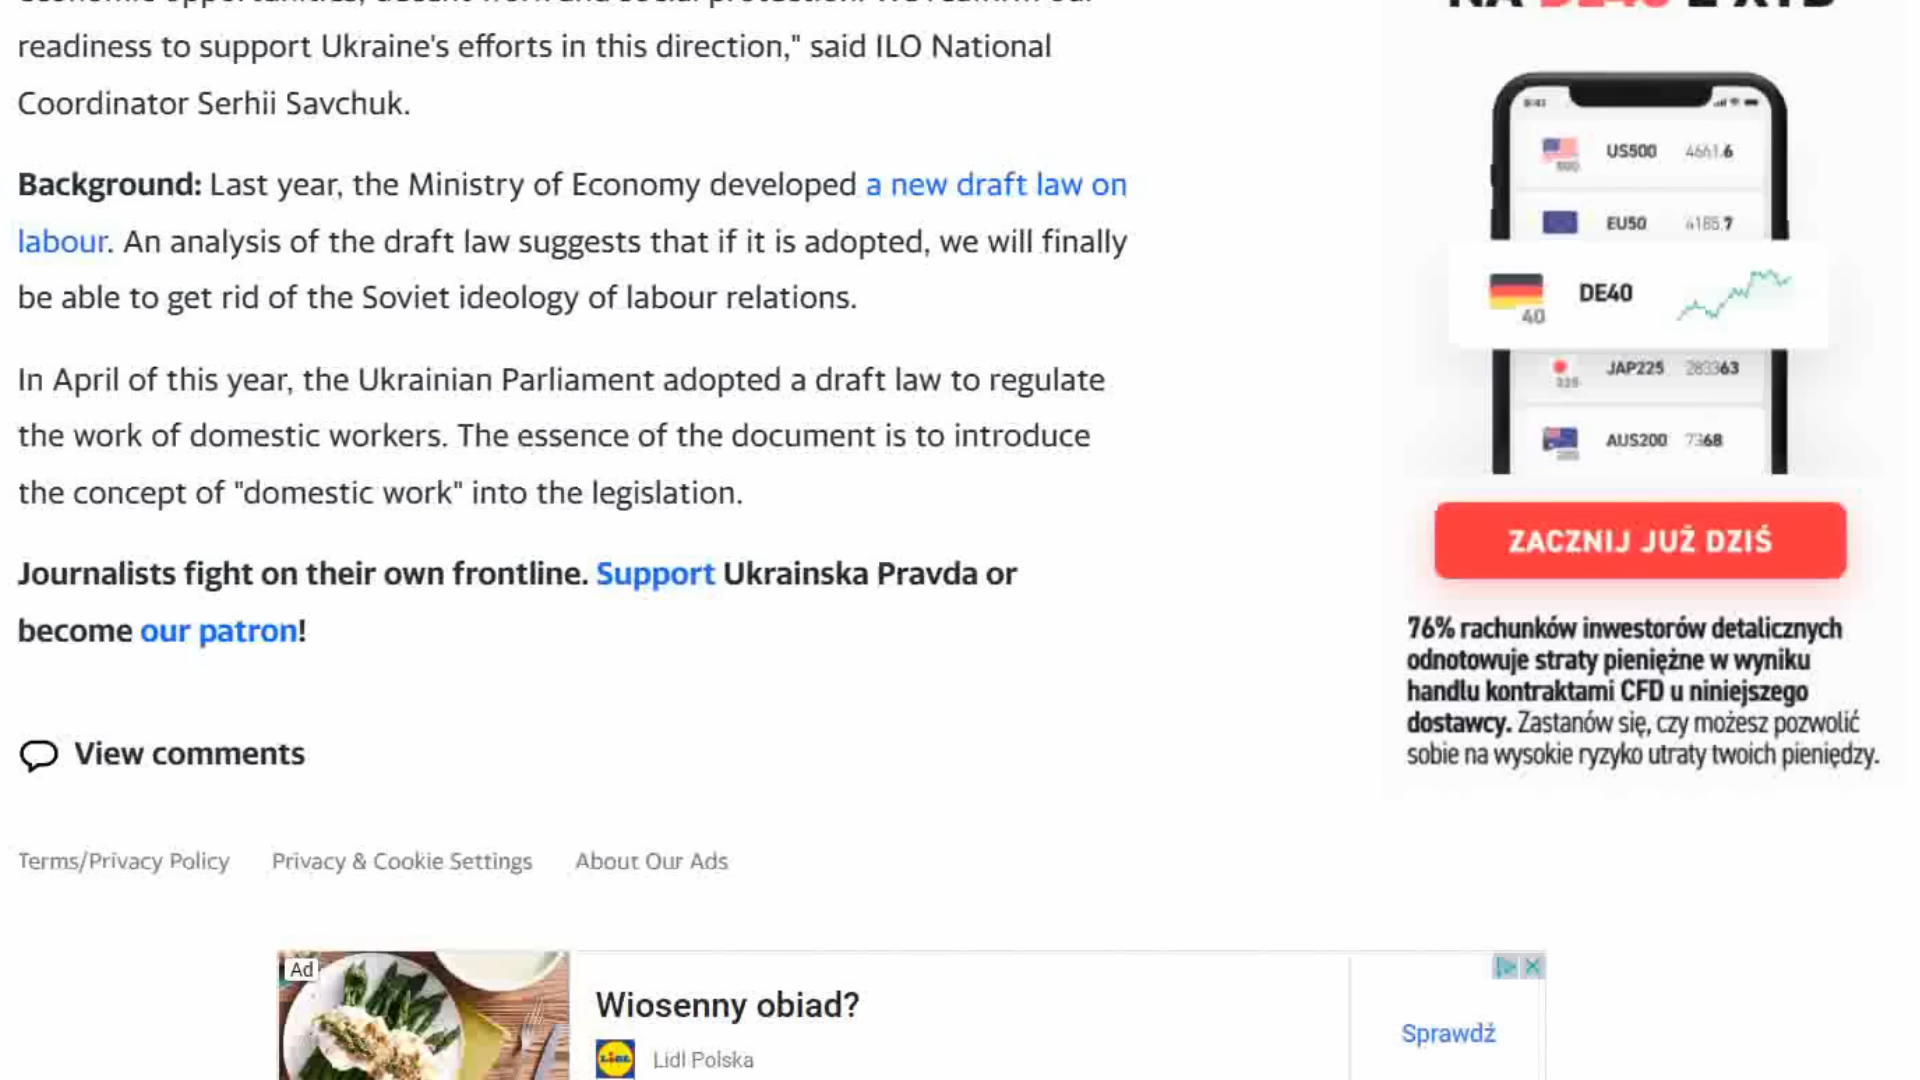 readiness to support Ukraine's efforts in this direction," said ILO National
Coordinator Serhii Savchuk.
Background: Last year, the Ministry of Economy developed a new draft law on
labour. An analysis of the draft law suggests that if it is adopted, we will finally
be able to get rid of the Soviet ideology of labour relations.
In April of this year, the Ukrainian Parliament adopted a draft law to regulate
the work of domestic workers. The essence of the document is to introduce
the concept of "domestic work" into the legislation.
Journalists fight on their own frontline. Support Ukrainska Pravda or
become our patron!
View comments
Terms/Privacy Policy Privacy & Cookie Settings About Our Ads
US500 4661.6
500
EU50 4185.7
DE40
40
JAP225
225
AUS200 7368
ZACZNIJ JUŻ DZIŚ
76% rachunków inwestorów detalicznych
odnotowuje straty pieniężne w wyniku
handlu kontraktami CFD u niniejszego
dostawcy. Zastanów się, czy możesz pozwolić
sobie na wysokie ryzyko utraty twoich pieniędzy.
Ad
Wiosenny obiad?
LIDL Lidl Polska
Sprawdź